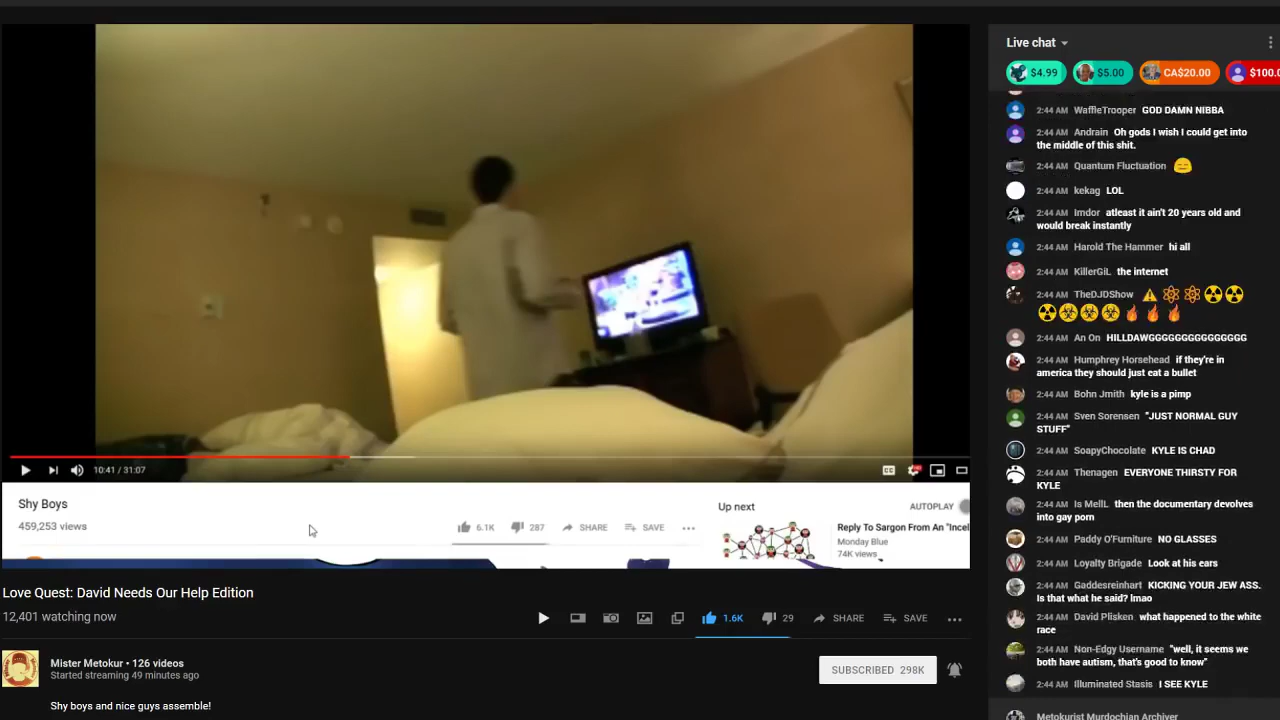 10:41 / 31:07
Shy Boys
459,253 views
6.1K
287
SHARE
SAVE
Up next
AUTOPLAY
Reply To Sargon From An "Incel
Monday Blue
74K views
Love Quest: David Needs Our Help Edition
12,401 watching now
1.6K
29
SHARE
SAVE
Mister Metokur • 126 videos
Started streaming 49 minutes ago
SUBSCRIBED 298K
Shy boys and nice guys assemble!
Live chat
$4.99
$5.00
CA$20.00
$100.0
2:44 AM WaffleTrooper GOD DAMN NIBBA
2:44 AM Andrain Oh gods I wish I could get into
the middle of this shit.
2:44 AM Quantum Fluctuation 😑
2:44 AM kekag LOL
2:44 AM Imdor atleast it ain't 20 years old and
would break instantly
2:44 AM Harold The Hammer hi all
2:44 AM KillerGiL the internet
2:44 AM TheDJDShow ⚠⚛⚛☢☢
☢☣☣☣🔥🔥🔥
2:44 AM An On HILLDAWGGGGGGGGGGGGGGG
2:44 AM Humphrey Horsehead if they're in
america they should just eat a bullet
2:44 AM Bohn Jmith kyle is a pimp
2:44 AM Sven Sorensen "JUST NORMAL GUY
STUFF"
2:44 AM SoapyChocolate KYLE IS CHAD
2:44 AM Thenagen EVERYONE THIRSTY FOR
KYLE
2:44 AM Is MellL then the documentary devolves
into gay porn
2:44 AM Paddy O'Furniture NO GLASSES
2:44 AM Loyalty Brigade Look at his ears
2:44 AM Gaddesreinhart KICKING YOUR JEW ASS.
Is that what he said? lmao
2:44 AM David Plisken what happened to the white
race
2:44 AM Non-Edgy Username "well, it seems we
both have autism, that's good to know"
2:44 AM Illuminated Stasis I SEE KYLE
Metokurist Murdochian Archiver